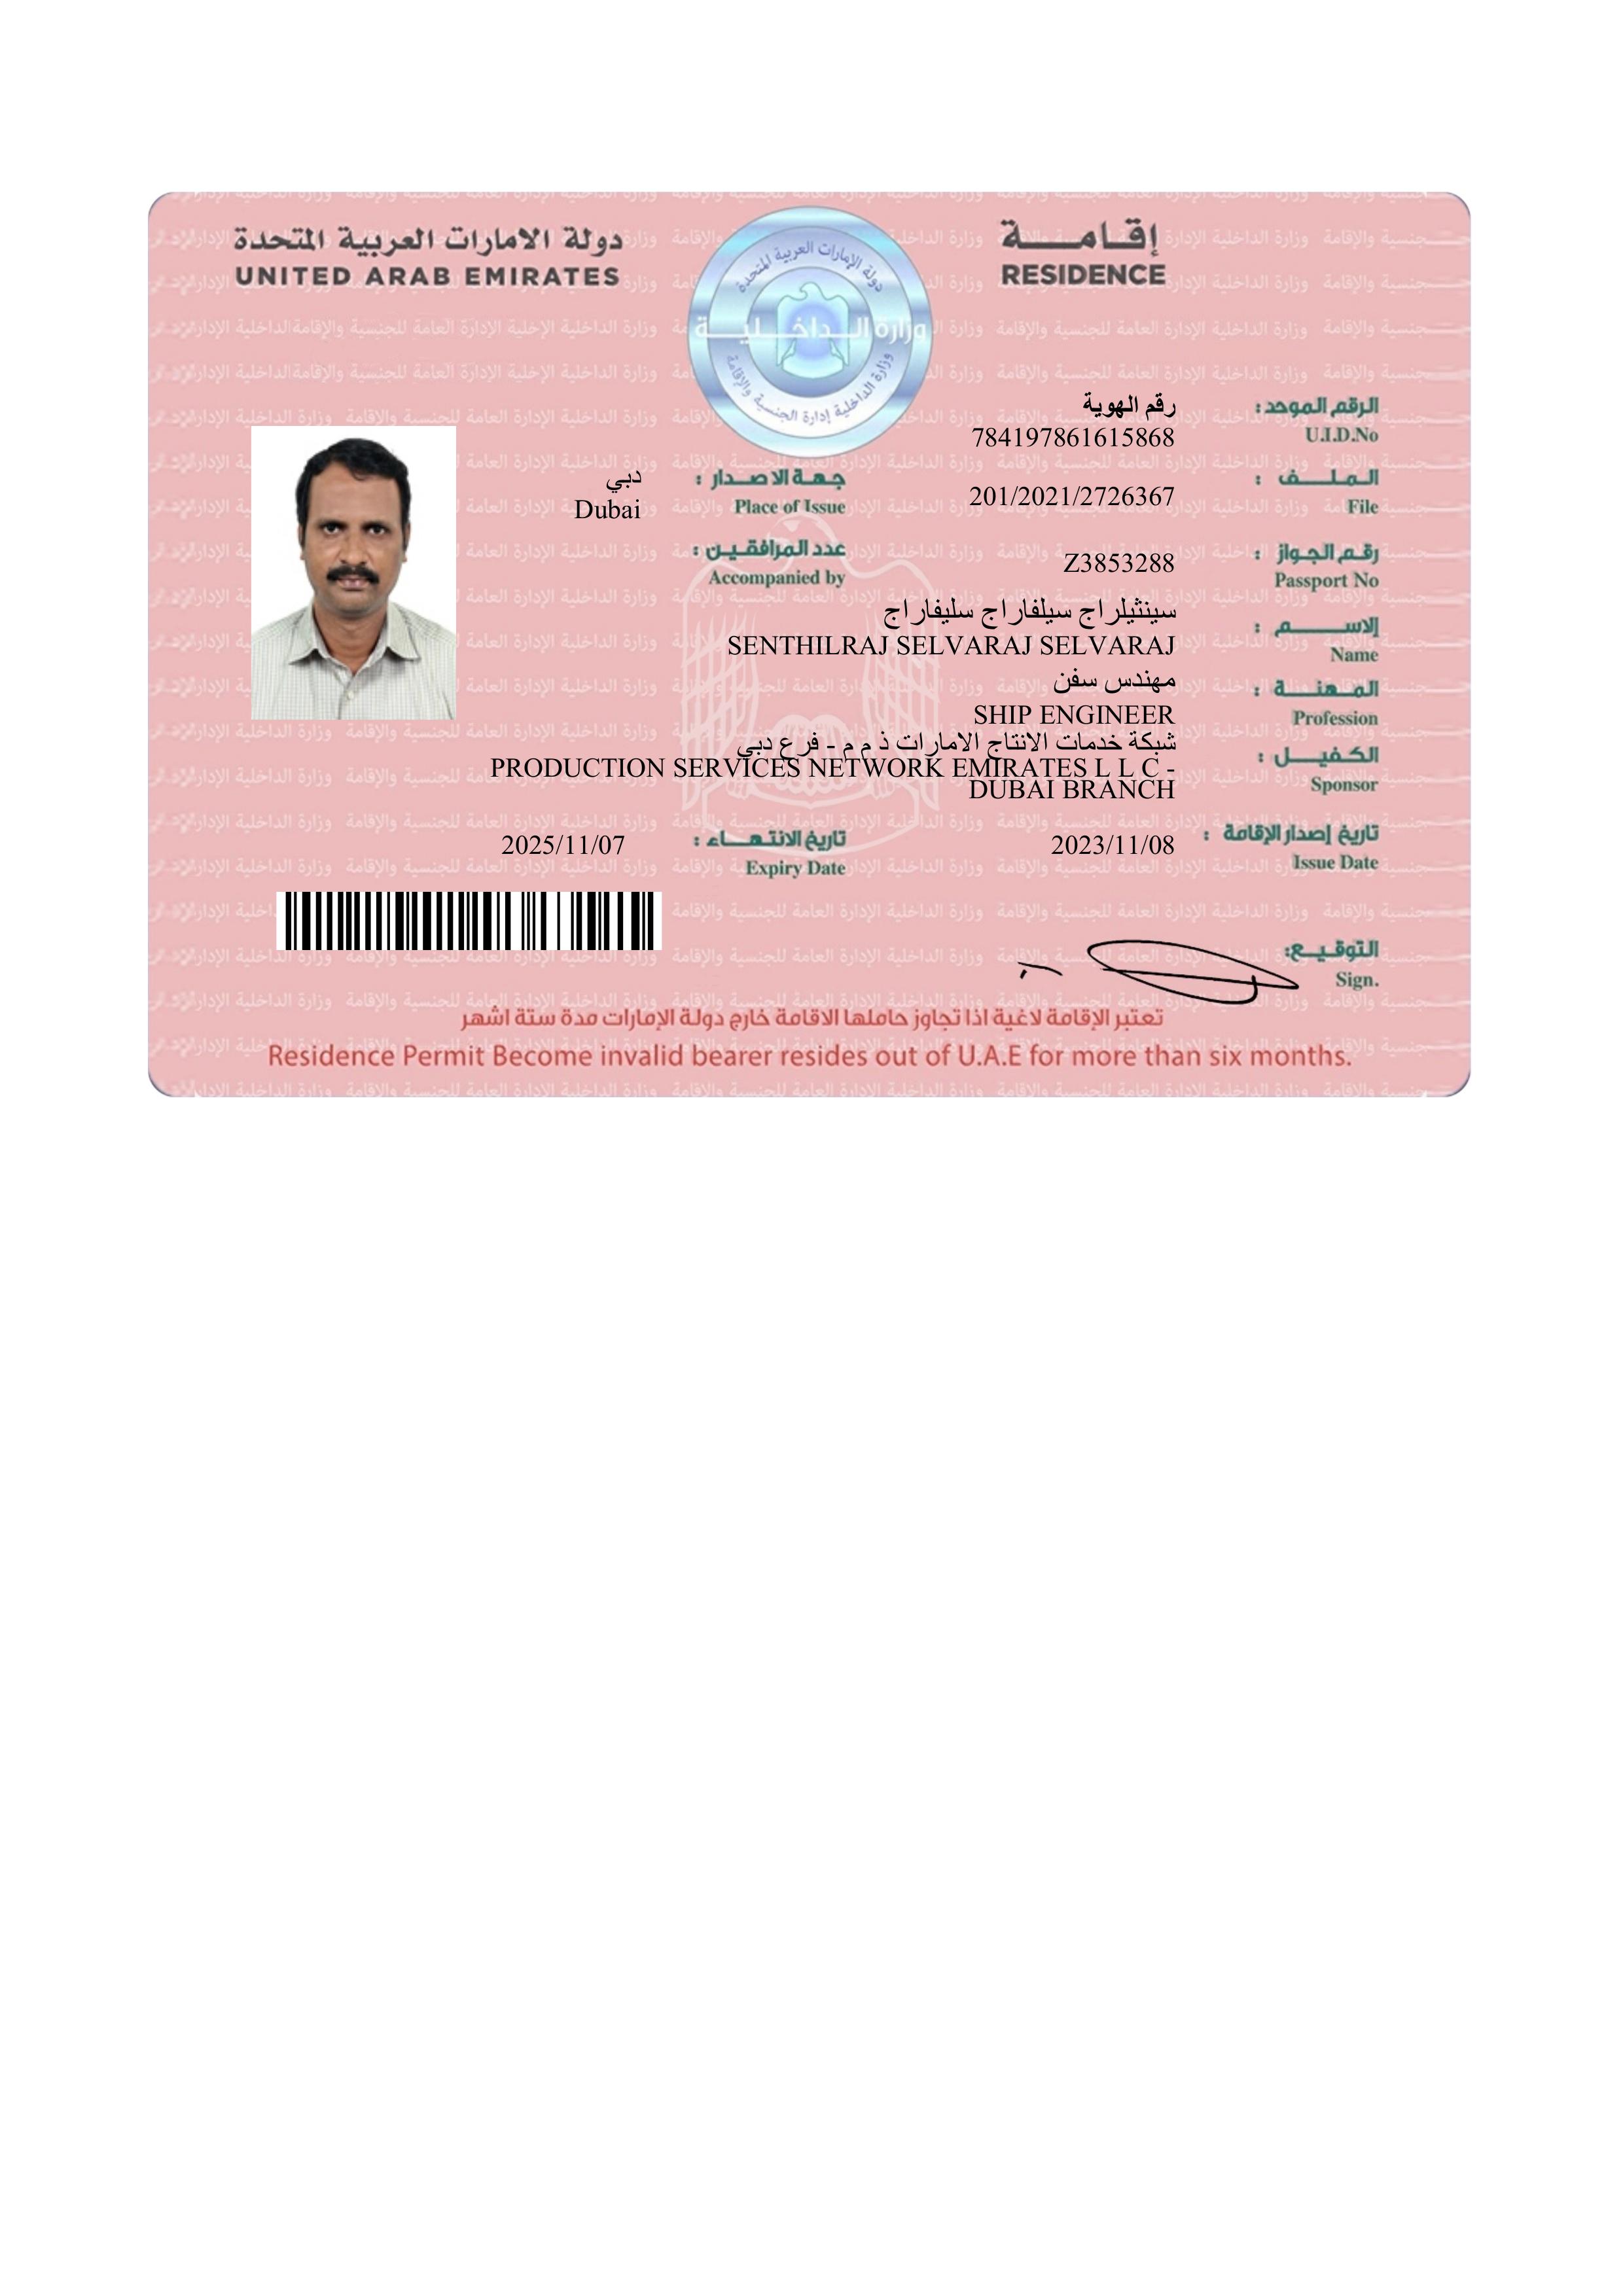 دولة الامارات العربية المتحدة
UNITED ARAB EMIRATES
إقامة
RESIDENCE
دولة الإمارات العربية المتحدة
وزارة الداخلية
وزارة الداخلية إدارة الجنسية والإقامة
الرقم الموحد:
U.I.D.No
رقم الهوية
784197861615868
الملف :
File
201/2021/2726367
جهة الاصدار :
Place of Issue
دبي
Dubai
رقم الجواز :
Passport No
Z3853288
عدد المرافقين :
Accompanied by
الاسم :
Name
سينثيلراج سيلفاراج سليفاراج
SENTHILRAJ SELVARAJ SELVARAJ
المهنة :
Profession
مهندس سفن
SHIP ENGINEER
الكفيل :
Sponsor
شبكة خدمات الانتاج الامارات ذ م م - فرع دبي
PRODUCTION SERVICES NETWORK EMIRATES L L C -
DUBAI BRANCH
تاريخ إصدار الإقامة :
Issue Date
2023/11/08
تاريخ الانتهاء :
Expiry Date
2025/11/07
التوقيع:
Sign.
تعتبر الإقامة لاغية اذا تجاوز حاملها الاقامة خارج دولة الإمارات مدة ستة اشهر
Residence Permit Become invalid bearer resides out of U.A.E for more than six months.